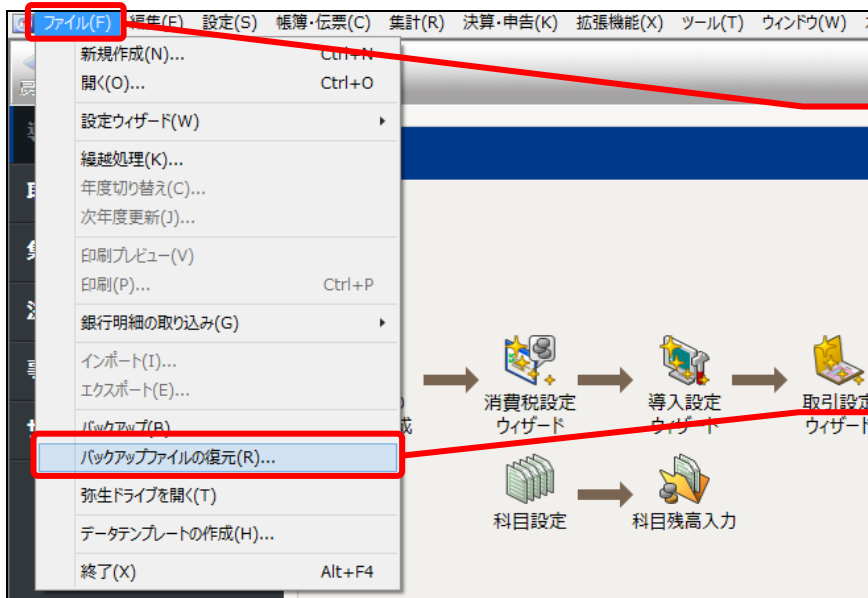 ファイル(F) 編集(E) 設定(S) 帳簿・伝票(C) 集計(R) 決算・申告(K) 拡張機能(X) ツール(T) ウィンドウ(W)
新規作成(N)... Ctrl+N
開く(O)... Ctrl+O
設定ウィザード(W)
繰越処理(K)...
年度切り替え(C)...
次年度更新(J)...
印刷プレビュー(V)
印刷(P)... Ctrl+P
銀行明細の取り込み(G)
インポート(I)...
エクスポート(E)...
バックアップ(B)
バックアップファイルの復元(R)...
弥生ドライブを開く(T)
データテンプレートの作成(H)...
終了(X) Alt+F4
消費税設定
ウィザード
導入設定
ウィザード
取引設定
ウィザード
科目設定
科目残高入力